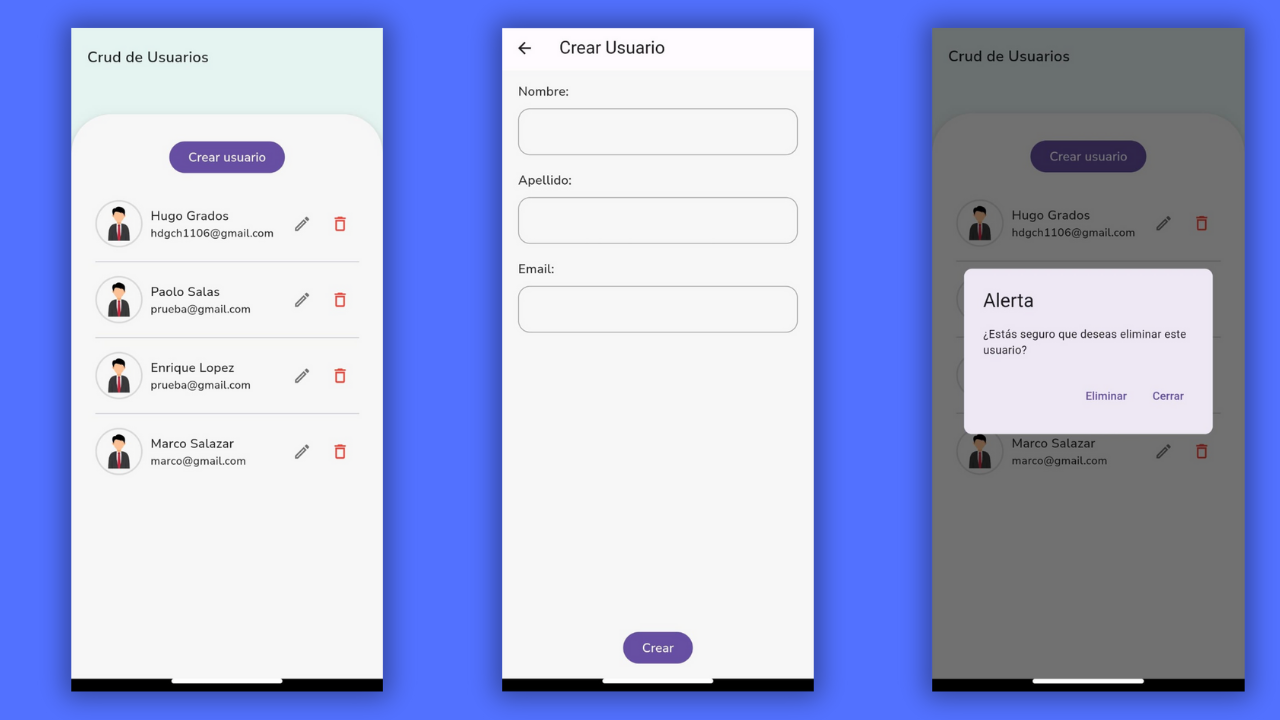 Crud de Usuarios
Crear usuario
Hugo Grados
hdgch1106@gmail.com
Paolo Salas
prueba@gmail.com
Enrique Lopez
prueba@gmail.com
Marco Salazar
marco@gmail.com
Crear Usuario
Nombre:
Apellido:
Email:
Crear
Crud de Usuarios
Crear usuario
Hugo Grados
hdgch1106@gmail.com
Alerta
¿Estás seguro que deseas eliminar este
usuario?
Eliminar Cerrar
Marco Salazar
marco@gmail.com